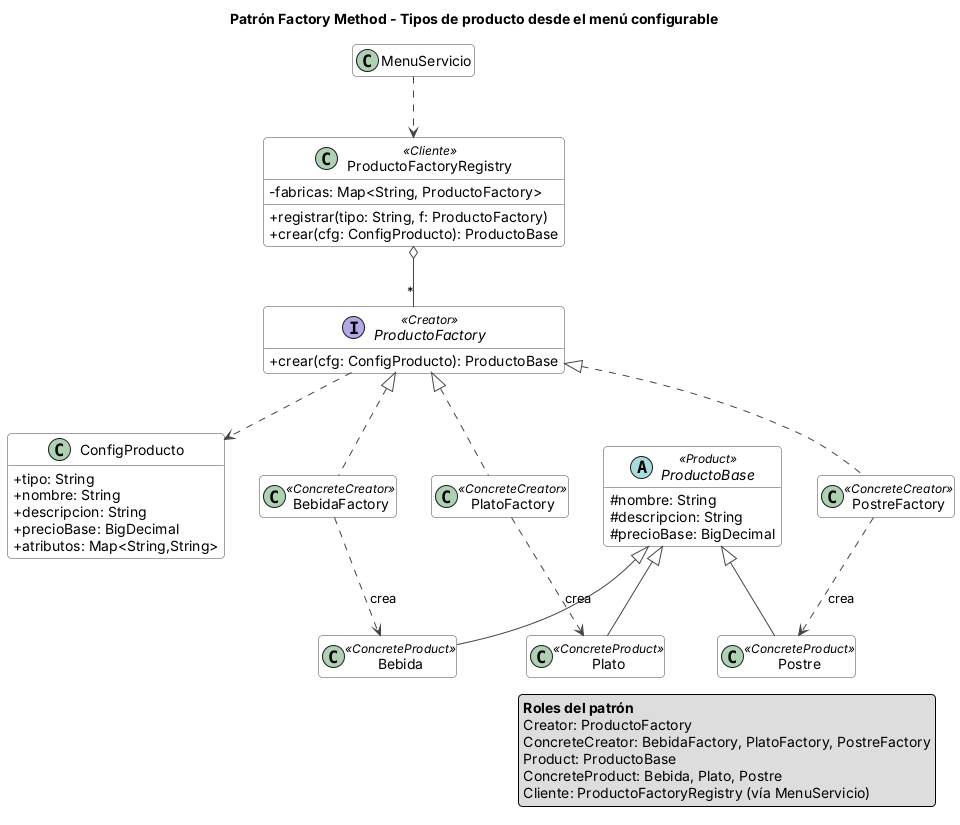 Patrón Factory Method - Tipos de producto desde el menú configurable
C MenuServicio
«Cliente»
C ProductoFactoryRegistry
-fabricas: Map<String, ProductoFactory>
+registrar(tipo: String, f: ProductoFactory)
+crear(cfg: ConfigProducto): ProductoBase
*
«Creator»
I ProductoFactory
+crear(cfg: ConfigProducto): ProductoBase
C ConfigProducto
+tipo: String
+nombre: String
+descripcion: String
+precioBase: BigDecimal
+atributos: Map<String,String>
«ConcreteCreator»
C BebidaFactory
«ConcreteCreator»
C PlatoFactory
«Product»
A ProductoBase
#nombre: String
#descripcion: String
#precioBase: BigDecimal
«ConcreteCreator»
C PostreFactory
crea
crea
crea
«ConcreteProduct»
C Bebida
«ConcreteProduct»
C Plato
«ConcreteProduct»
C Postre
Roles del patrón
Creator: ProductoFactory
ConcreteCreator: BebidaFactory, PlatoFactory, PostreFactory
Product: ProductoBase
ConcreteProduct: Bebida, Plato, Postre
Cliente: ProductoFactoryRegistry (vía MenuServicio)